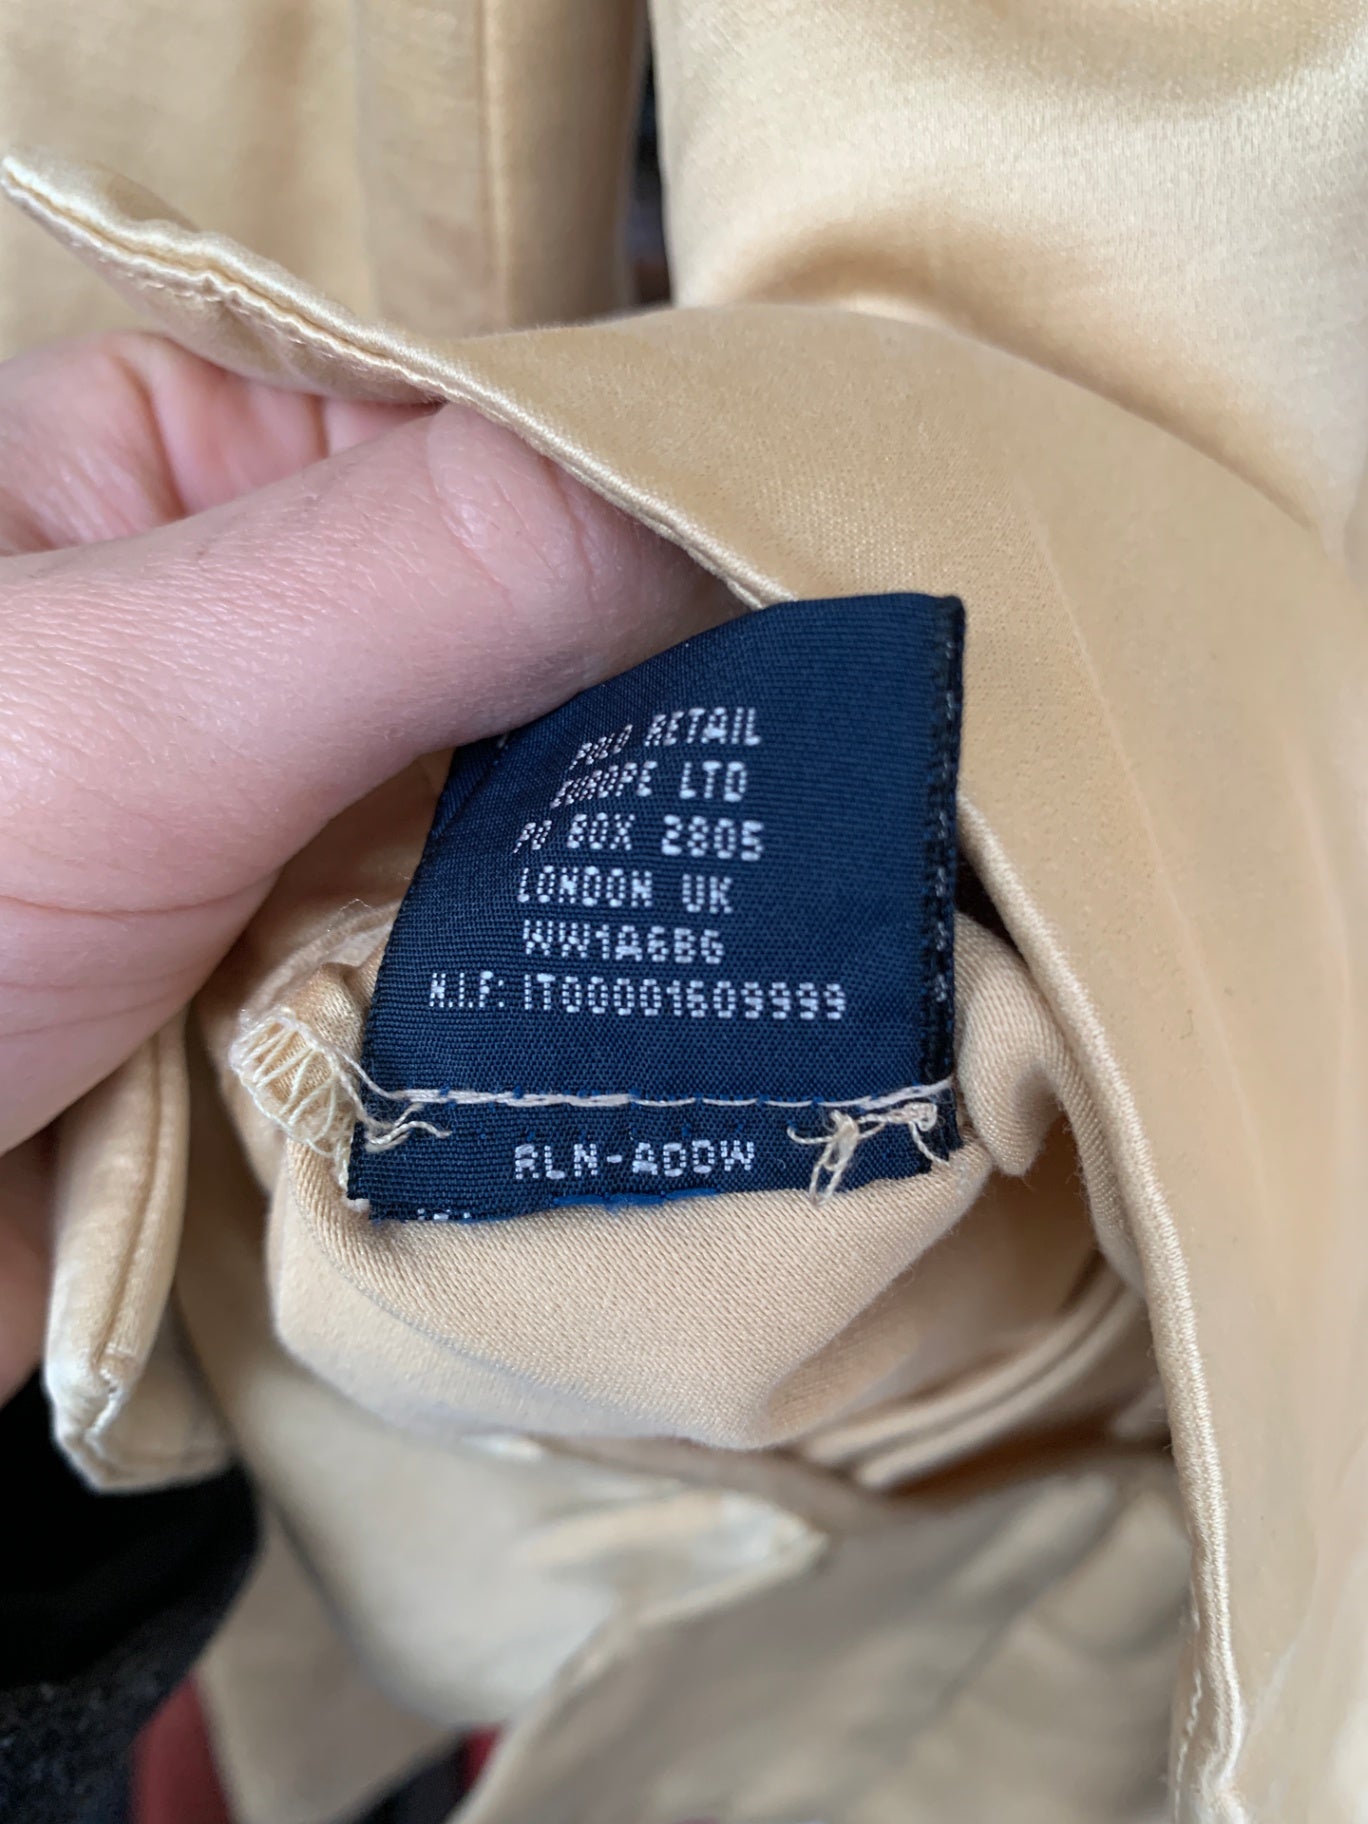 POLO RETAIL
EUROPE LTD
PO BOX 2805
LONDON UK
WW1A6BG
N.I.F: IT00001609999
RLN-ADDW